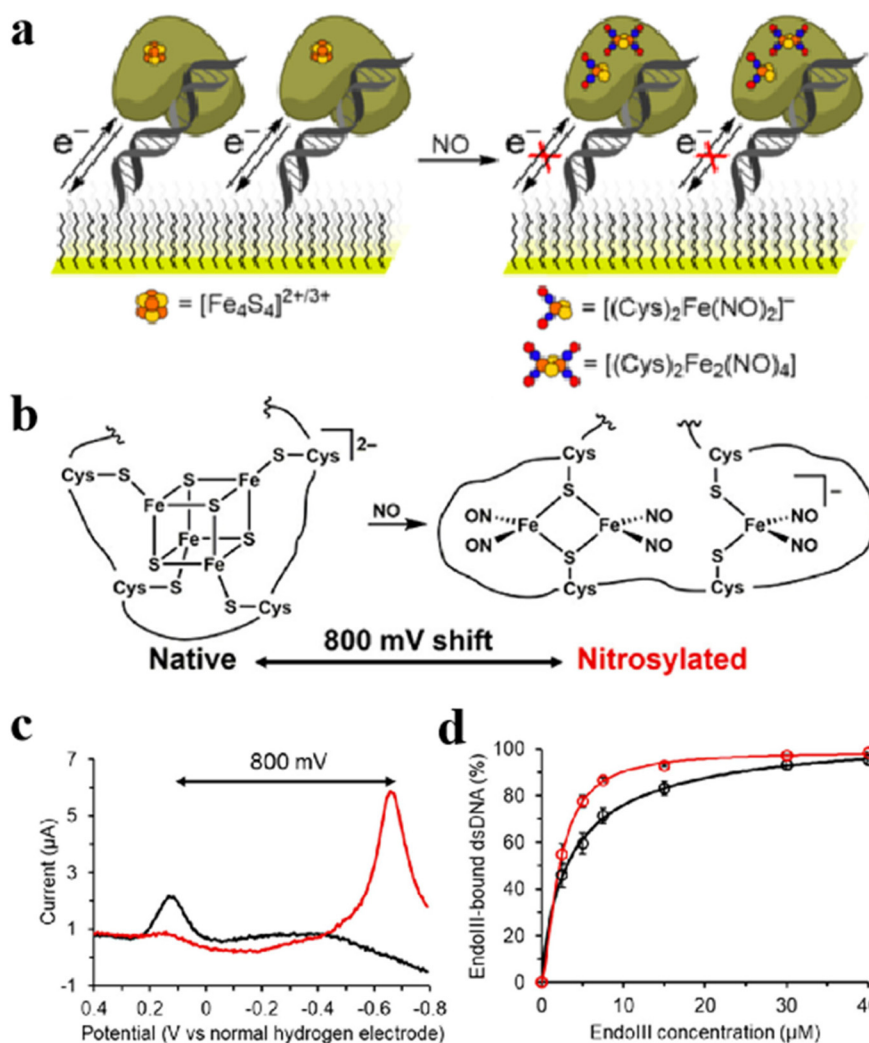 a
e⁻
e⁻
NO
e⁻
e⁻
= [Fe₄S₄]²⁺/³⁺
= [(Cys)₂Fe(NO)₂]⁻
= [(Cys)₂Fe₂(NO)₄]
b
Cys S S Fe S Cys 2−
Fe S
Fe S
S Fe
Cys S S Cys
NO
Cys Cys
S S
ON Fe Fe NO Fe NO −
ON NO NO
S S
Cys Cys
800 mV shift
Native Nitrosylated
c
800 mV
7
5
3
1
-1
Current (µA)
0.4 0.2 0 -0.2 -0.4 -0.6 -0.8
Potential (V vs normal hydrogen electrode)
d
100
80
60
40
20
0
EndoIII-bound dsDNA (%)
0 10 20 30 40
EndoIII concentration (µM)